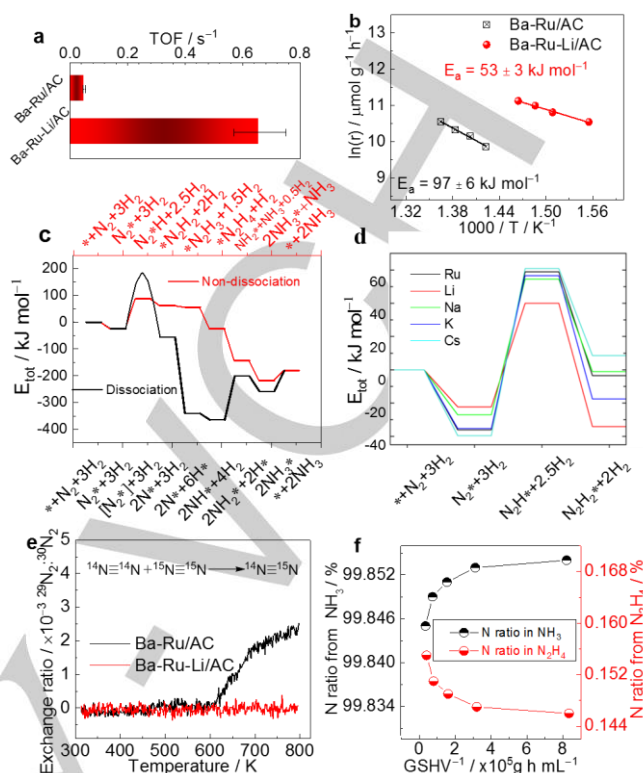 a
TOF / s⁻¹
0.0 0.2 0.4 0.6 0.8
Ba-Ru/AC
Ba-Ru-Li/AC
b
Ba-Ru/AC
Ba-Ru-Li/AC
Eₐ = 53 ± 3 kJ mol⁻¹
Eₐ = 97 ± 6 kJ mol⁻¹
ln(r) / μmol g⁻¹ h⁻¹
13
12
11
10
1.32 1.38 1.44 1.50 1.56
1000 / T / K⁻¹
c
*+N₂+3H₂
N₂*+3H₂
N₂*H+2.5H₂
*N₂H₂+2H₂
*N₂H₃+1.5H₂
*N₂H₄+H₂
NH₂*+NH₃+0.5H₂
2NH₃*+NH₃
*+2NH₃
Non-dissociation
Dissociation
Eₜₒₜ / kJ mol⁻¹
200
100
0
-100
-200
-300
-400
*+N₂+3H₂
N₂*+3H₂
[N₂*]+3H₂
2N*+3H₂
2N*+6H*
2NH*+4H₂
2NH₂*+2H*
2NH₃*
*+2NH₃
d
Ru
Li
Na
K
Cs
Eₜₒₜ / kJ mol⁻¹
60
40
20
0
-20
-40
*+N₂+3H₂
N₂*+3H₂
N₂H*+2.5H₂
N₂H₂*+2H₂
e
¹⁴N≡¹⁴N + ¹⁵N≡¹⁵N ⟶ ¹⁴N≡¹⁵N
Ba-Ru/AC
Ba-Ru-Li/AC
Exchange ratio / ×10⁻³ ²⁹N₂:³⁰N₂
5
4
3
2
1
0
300 400 500 600 700 800
Temperature / K
f
N ratio from NH₃ / %
99.852
99.846
99.840
99.834
N ratio in NH₃
N ratio in N₂H₄
0.168
0.160
0.152
0.144
N ratio from N₂H₄ / %
0 2 4 6 8
GSHV⁻¹ / x10⁵g h mL⁻¹